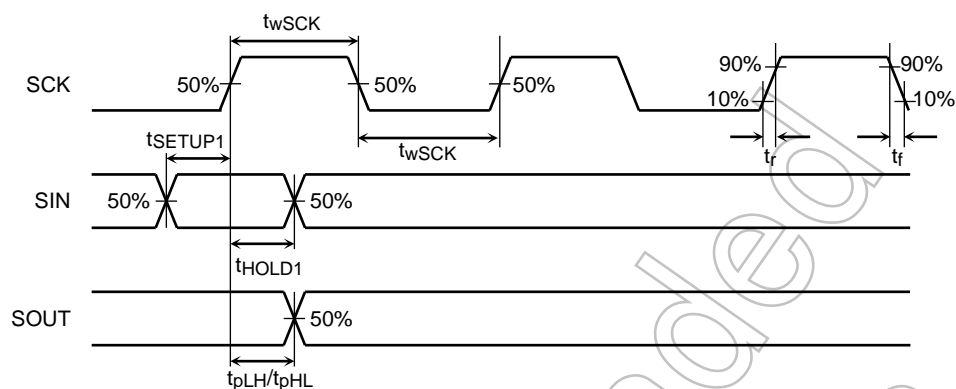 twSCK
SCK
50%
50%
50%
90%
90%
10%
10%
tSETUP1
twSCK
tr
tf
SIN
50%
50%
tHOLD1
SOUT
50%
tpLH/tpHL